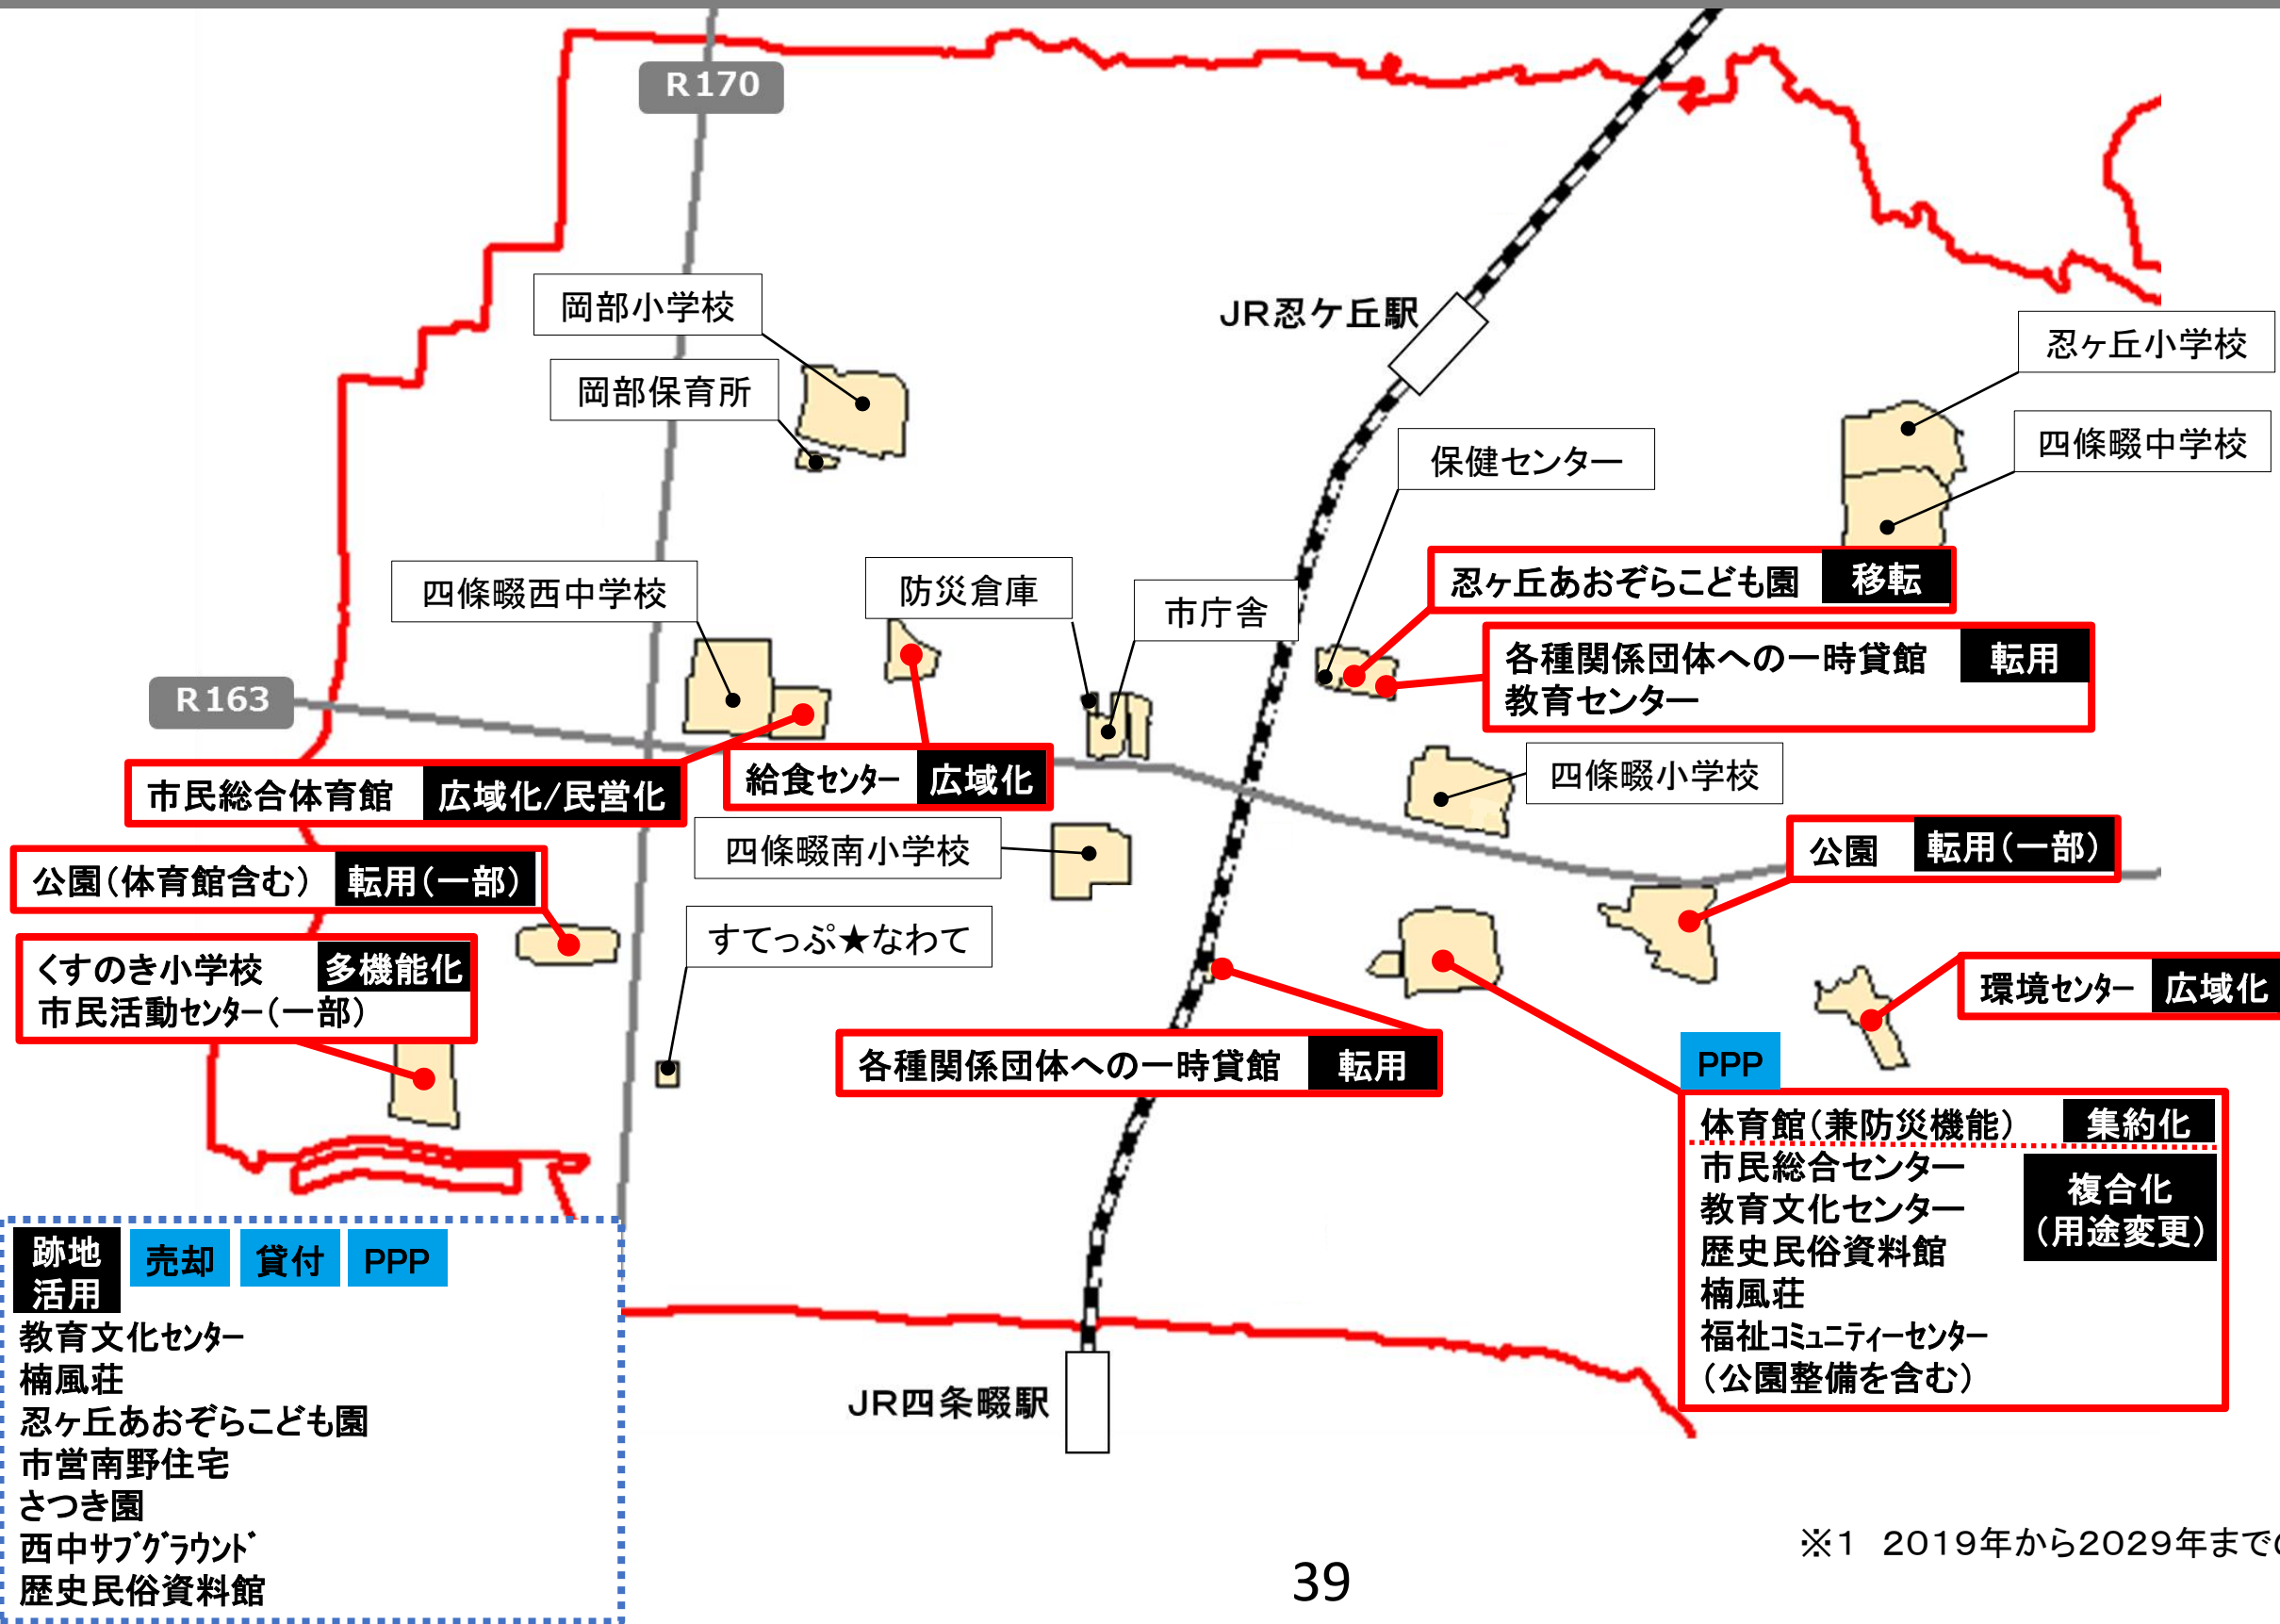 R170
岡部小学校
JR忍ケ丘駅
忍ヶ丘小学校
岡部保育所
四條畷中学校
保健センター
四條畷西中学校
防災倉庫
市庁舎
忍ヶ丘あおぞらこども園 移転
各種関係団体への一時貸館 転用
教育センター
R163
市民総合体育館 広域化/民営化
給食センター 広域化
四條畷小学校
四條畷南小学校
公園 転用(一部)
公園(体育館含む) 転用(一部)
すてっぷ★なわて
くすのき小学校 多機能化
市民活動センター(一部)
環境センター 広域化
各種関係団体への一時貸館 転用
PPP
体育館(兼防災機能) 集約化
市民総合センター
教育文化センター
歴史民俗資料館
楠風荘
福祉コミュニティーセンター
(公園整備を含む)
複合化
(用途変更)
跡地
活用
売却 貸付 PPP
教育文化センター
楠風荘
忍ヶ丘あおぞらこども園
市営南野住宅
さつき園
西中サブグラウンド
歴史民俗資料館
JR四条畷駅
※1 2019年から2029年まで
39